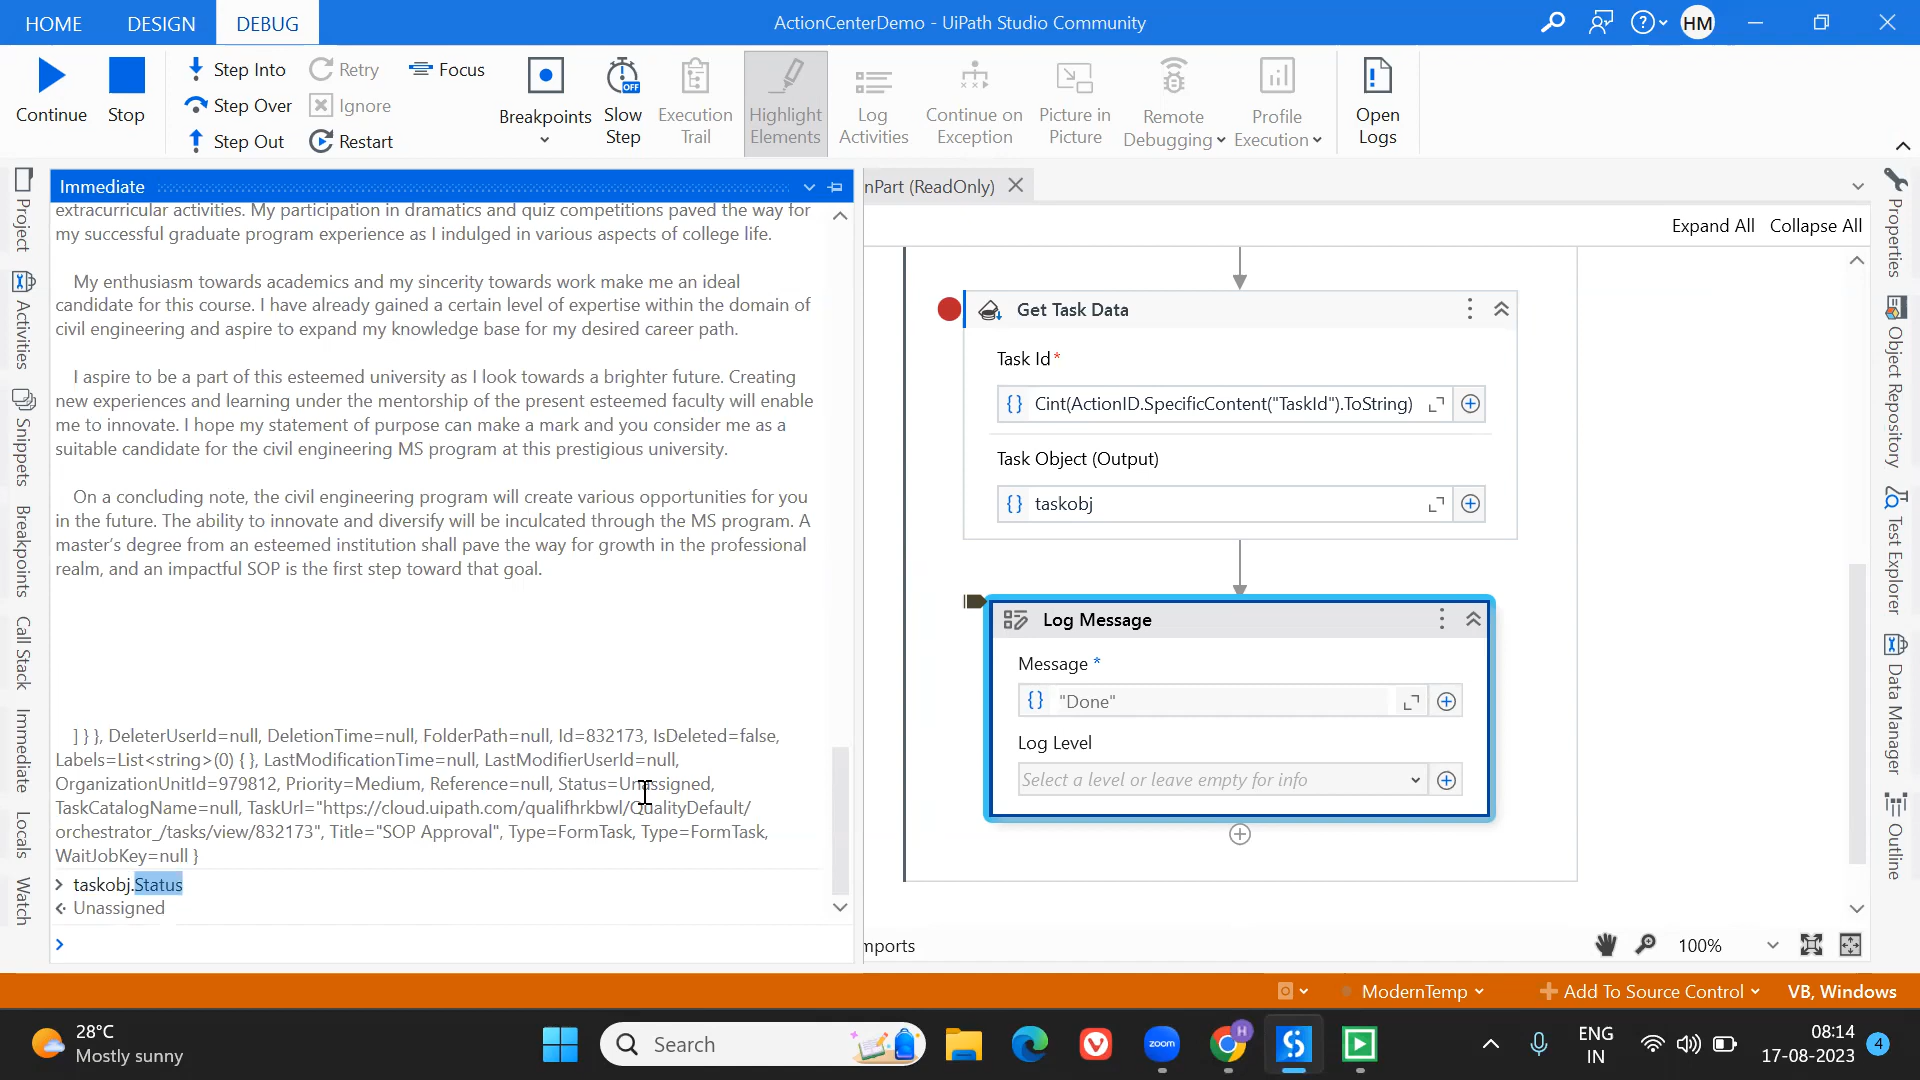 HOME
DESIGN
DEBUG
ActionCenterDemo - UiPath Studio Community
HM
Continue
Stop
Step Into
Step Over
Step Out
Retry
Ignore
Restart
Focus
Breakpoints
Slow
Step
OFF
Execution
Trail
Highlight
Elements
Log
Activities
Continue on
Exception
Picture in
Picture
Remote
Debugging
Profile
Execution
Open
Logs
Project
Activities
Snippets
Breakpoints
Call Stack
Immediate
Locals
Watch
Immediate
extracurricular activities. My participation in dramatics and quiz competitions paved the way for
my successful graduate program experience as I indulged in various aspects of college life.
My enthusiasm towards academics and my sincerity towards work make me an ideal
candidate for this course. I have already gained a certain level of expertise within the domain of
civil engineering and aspire to expand my knowledge base for my desired career path.
I aspire to be a part of this esteemed university as I look towards a brighter future. Creating
new experiences and learning under the mentorship of the present esteemed faculty will enable
me to innovate. I hope my statement of purpose can make a mark and you consider me as a
suitable candidate for the civil engineering MS program at this prestigious university.
On a concluding note, the civil engineering program will create various opportunities for you
in the future. The ability to innovate and diversify will be inculcated through the MS program. A
master's degree from an esteemed institution shall pave the way for growth in the professional
realm, and an impactful SOP is the first step toward that goal.
] } }, DeleterUserId=null, DeletionTime=null, FolderPath=null, Id=832173, IsDeleted=false,
Labels=List<string>(0) { }, LastModificationTime=null, LastModifierUserId=null,
OrganizationUnitId=979812, Priority=Medium, Reference=null, Status=Unassigned,
TaskCatalogName=null, TaskUrl="https://cloud.uipath.com/qualifhrkbwl/QualityDefault/
orchestrator_/tasks/view/832173", Title="SOP Approval", Type=FormTask, Type=FormTask,
WaitJobKey=null }
> taskobj.Status
Unassigned
>
nPart (ReadOnly)
Expand All
Collapse All
Get Task Data
Task Id*
{} Cint(ActionID.SpecificContent("TaskId").ToString)
Task Object (Output)
{} taskobj
Log Message
Message *
{} "Done"
Log Level
Select a level or leave empty for info
mports
100%
Properties
Object Repository
Test Explorer
Data Manager
Outline
ModernTemp
Add To Source Control
VB, Windows
28°C
Mostly sunny
Search
H
zoom
ENG
IN
08:14
17-08-2023
4